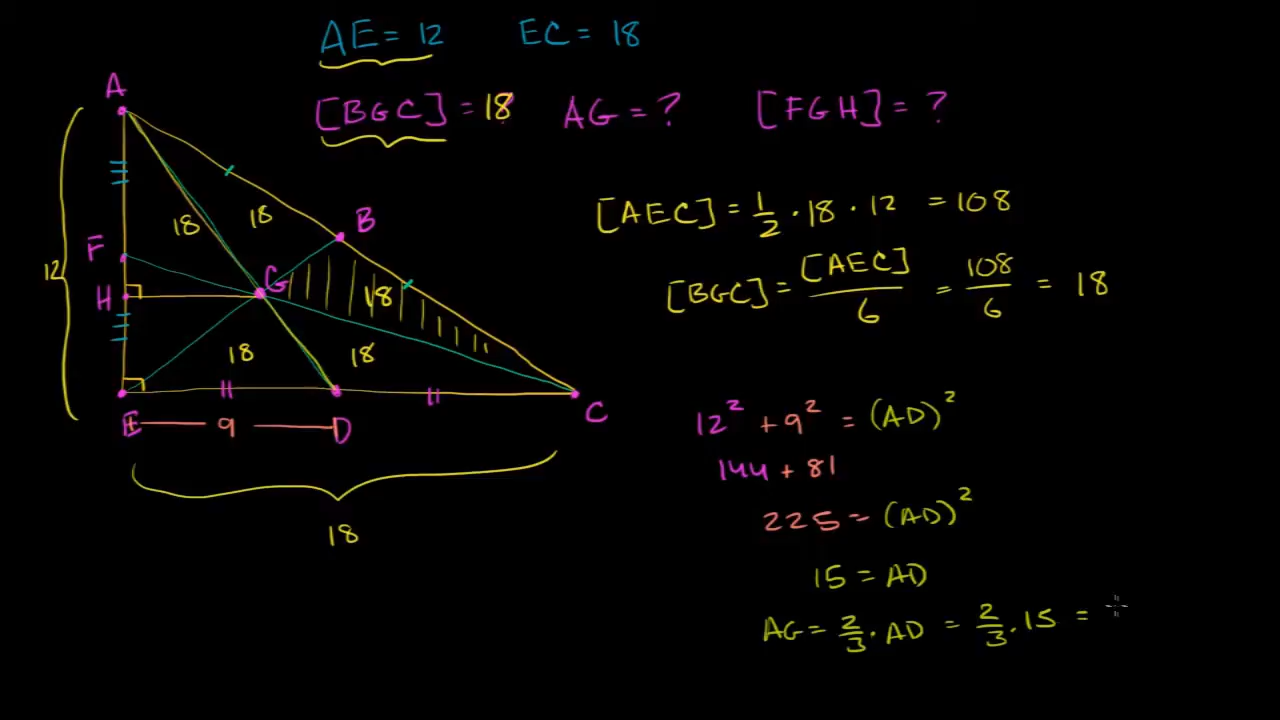 AE = 12 EC = 18
[BGC] = 18 AG = ? [FGH] = ?
A
B
F
G
H
E
D
C
12
18
18
18
18
18
9
18
[AEC] = 1/2 · 18 · 12 = 108
[BGC] = [AEC]/6 = 108/6 = 18
12² + 9² = (AD)²
144 + 81
225 = (AD)²
15 = AD
AG = 2/3 · AD = 2/3 · 15 =